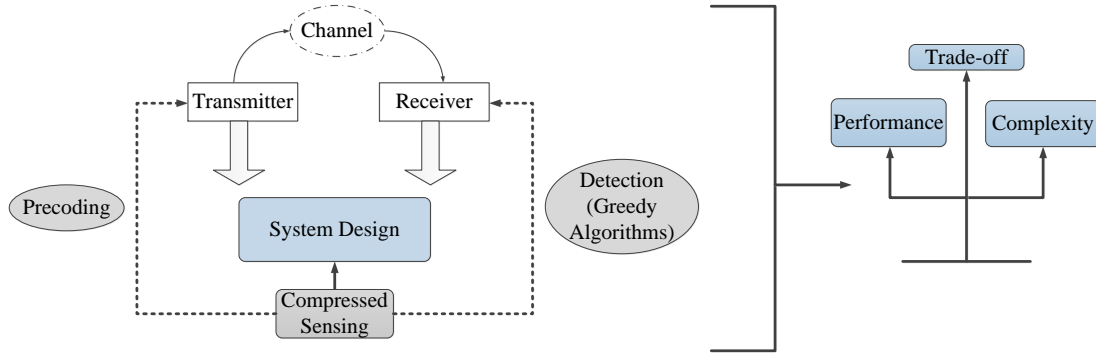 Channel
Transmitter
Receiver
Precoding
System Design
Detection
(Greedy
Algorithms)
Compressed
Sensing
Trade-off
Performance
Complexity